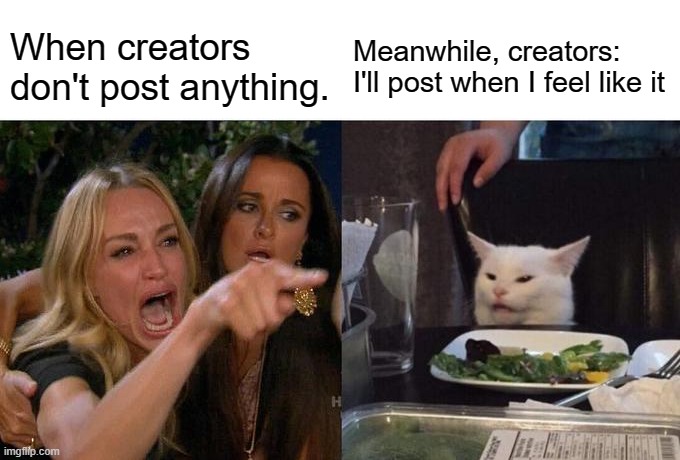 When creators
don't post anything.
Meanwhile, creators:
I'll post when I feel like it
imgflip.com